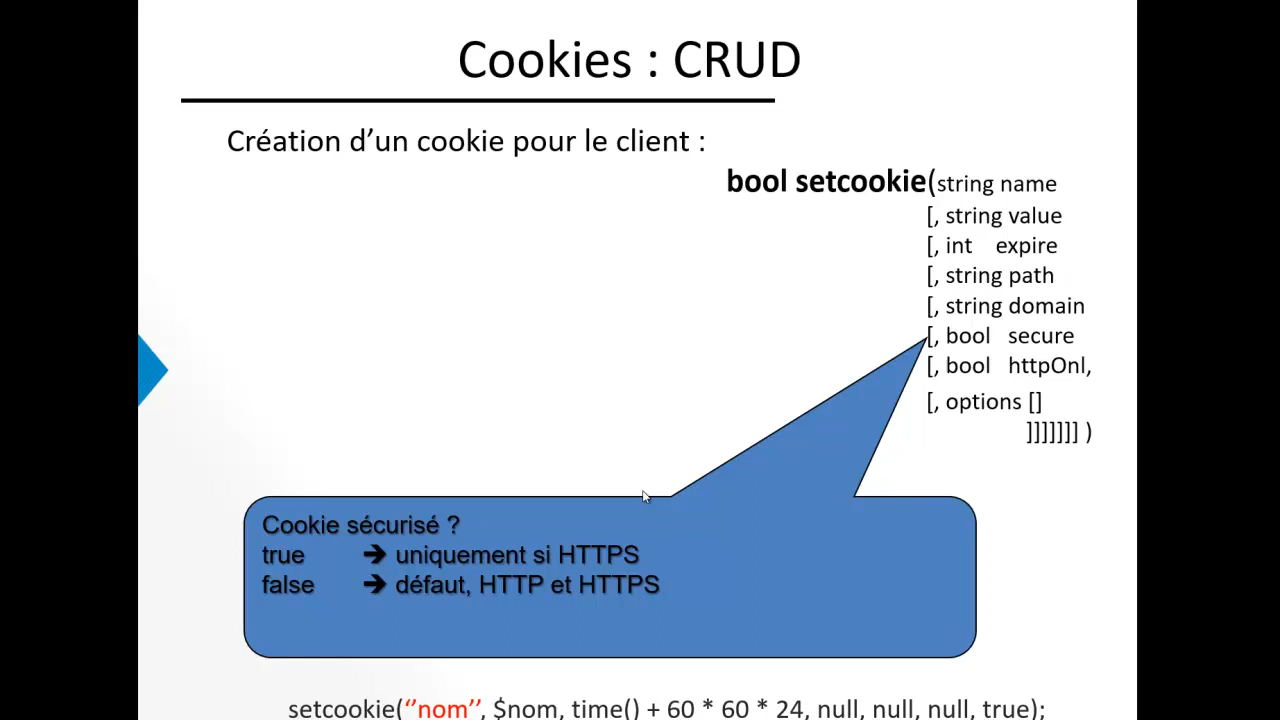 Cookies : CRUD
Création d’un cookie pour le client :
bool setcookie(string name
[, string value
[, int expire
[, string path
[, string domain
[, bool secure
[, bool httpOnl,
[, options []
]]]]]]] )
Cookie sécurisé ?
true ➔ uniquement si HTTPS
false ➔ défaut, HTTP et HTTPS
setcookie(‘’nom’’, $nom, time() + 60 * 60 * 24, null, null, null, true);